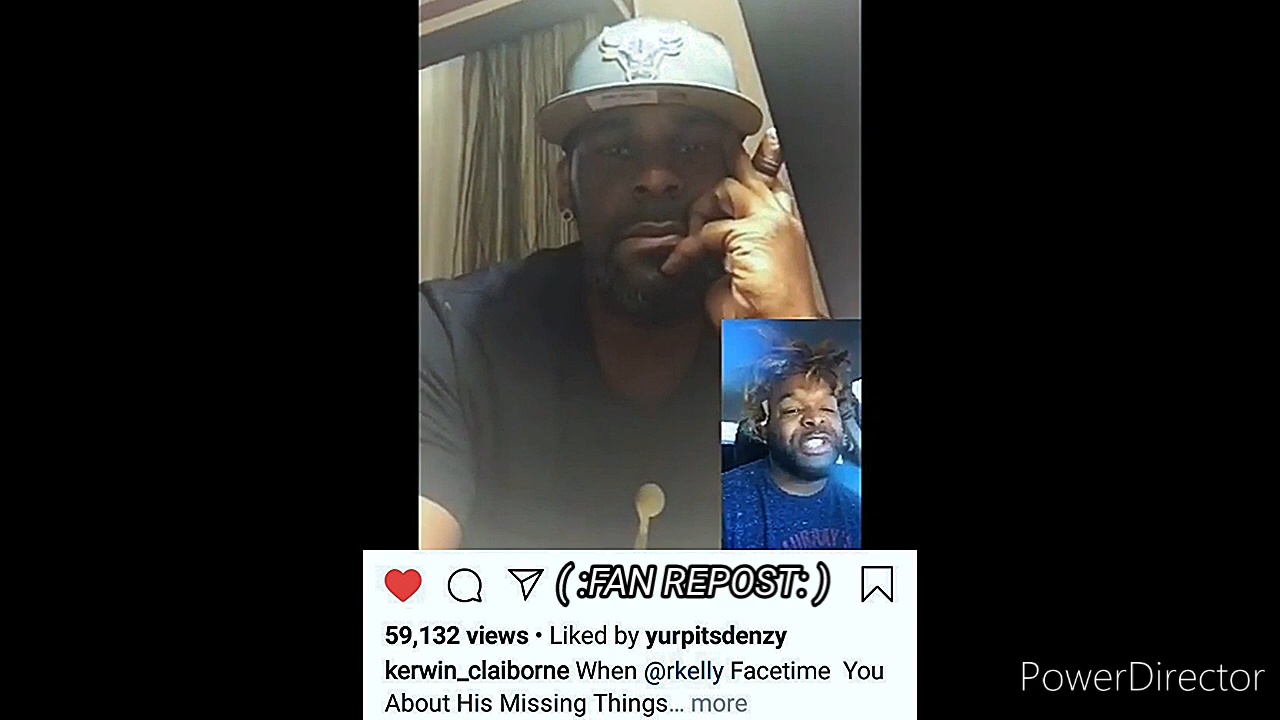 MURRAY'S
( :FAN REPOST: )
59,132 views • Liked by yurpitsdenzy
kerwin_claiborne When @rkelly Facetime You
About His Missing Things... more
PowerDirector